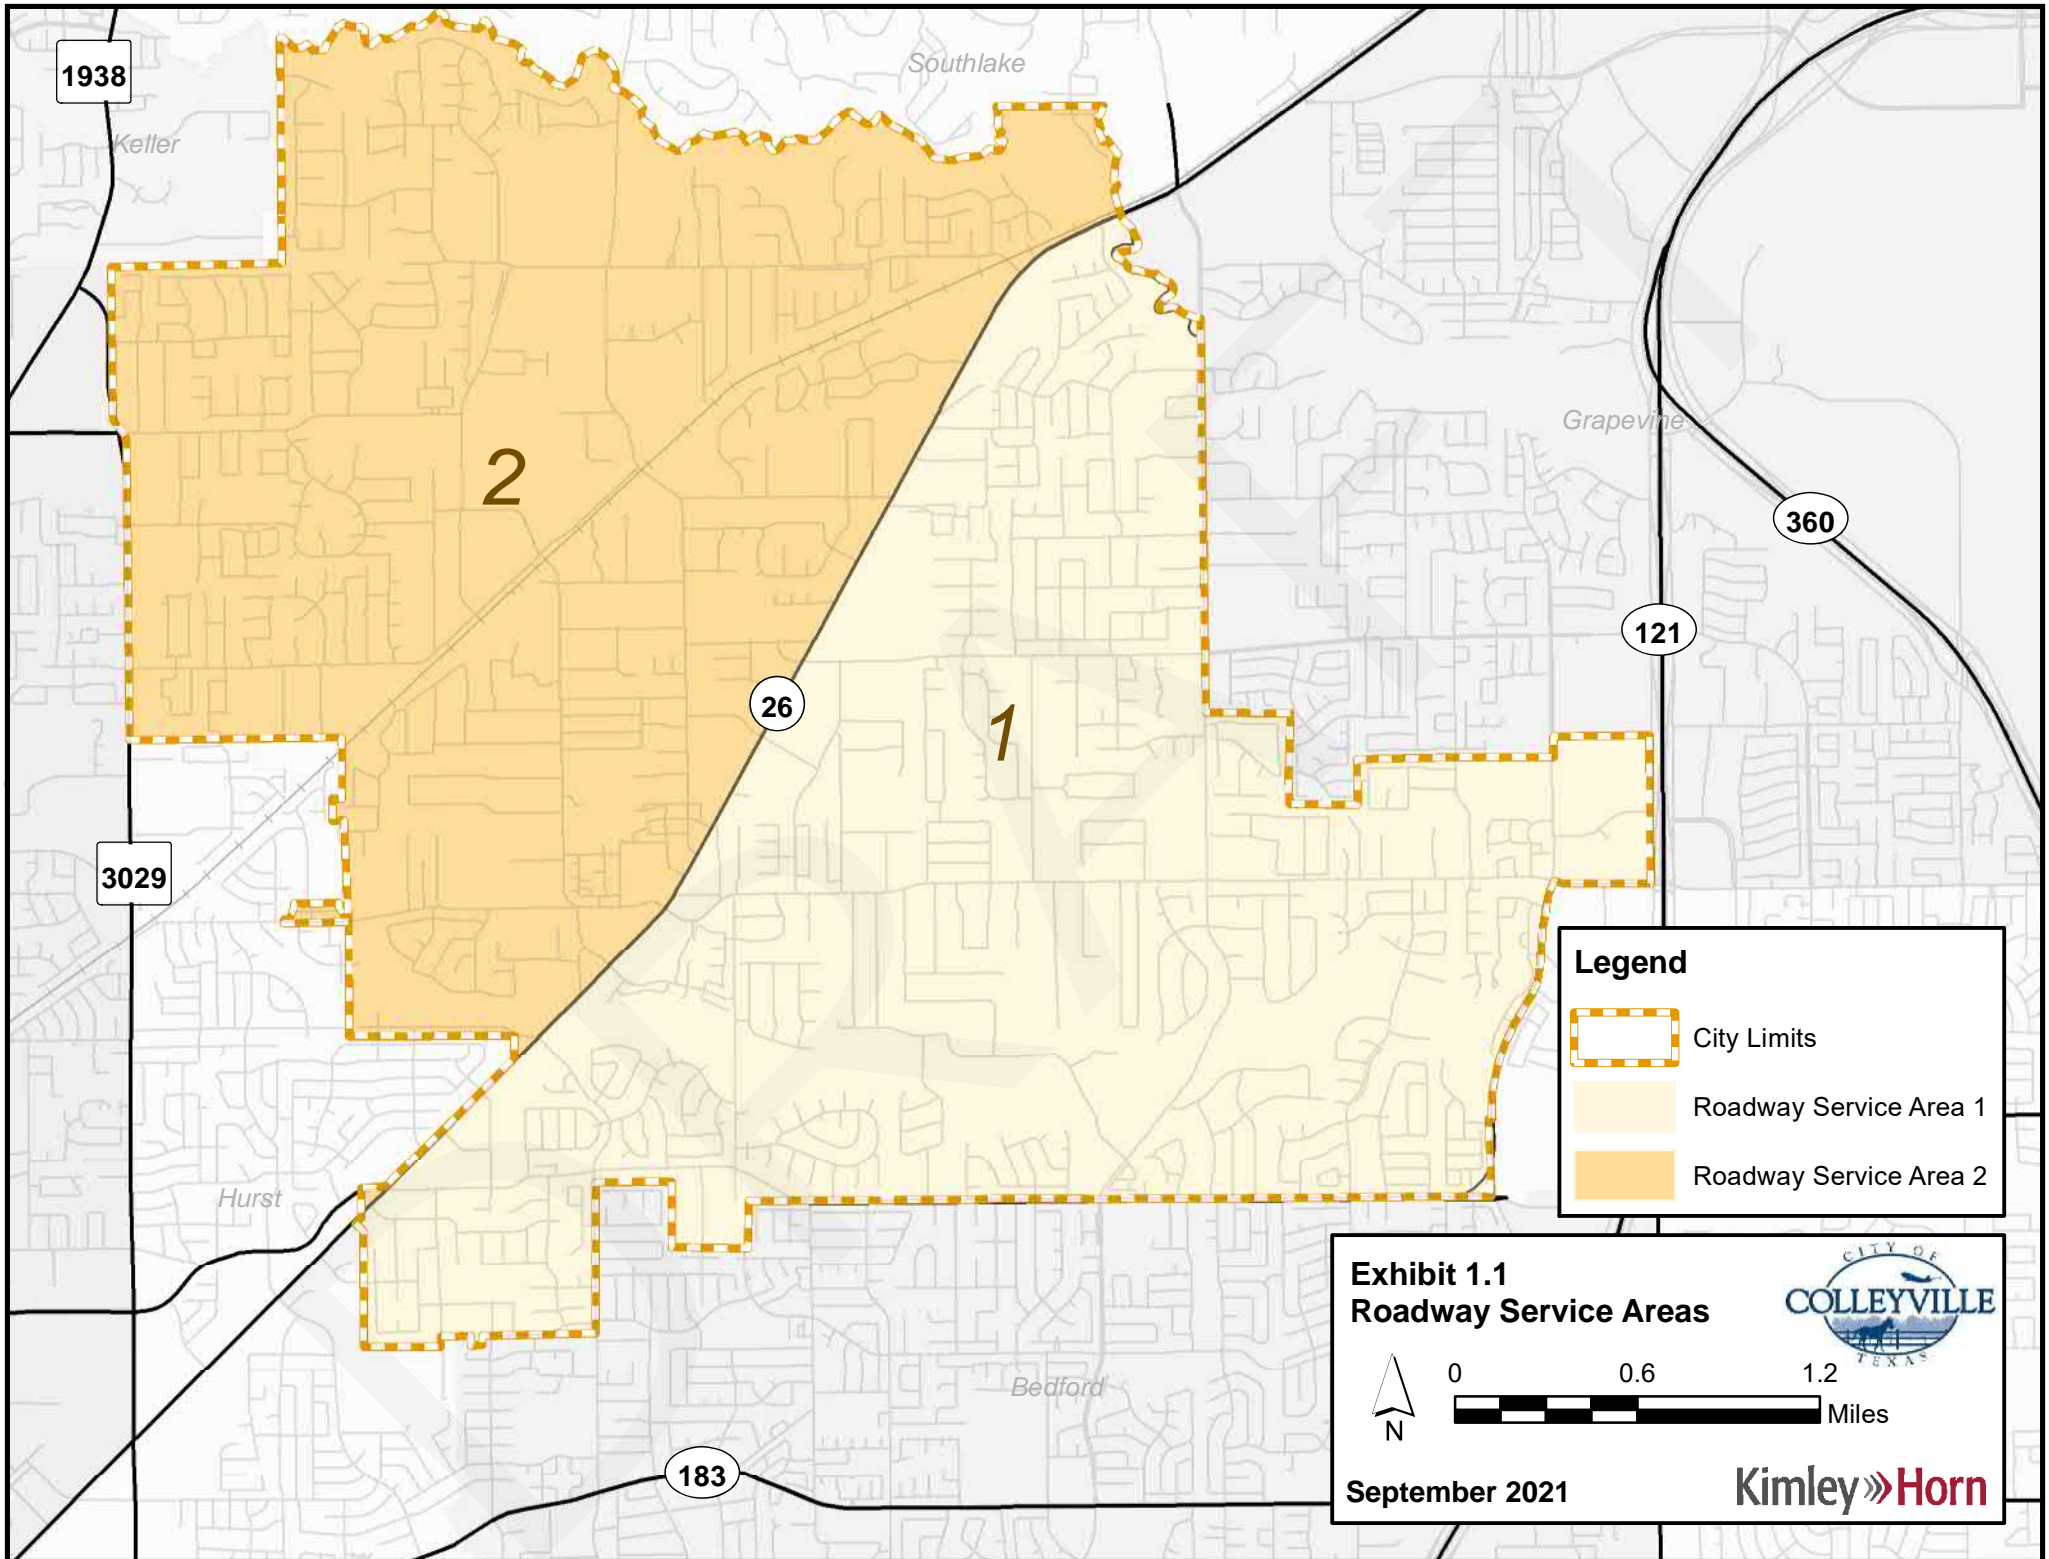 1938
Southlake
Keller
2
Grapevine
360
121
26
1
3029
Legend
City Limits
Roadway Service Area 1
Roadway Service Area 2
Hurst
Exhibit 1.1
Roadway Service Areas
CITY OF
COLLEYVILLE
TEXAS
0 0.6 1.2
Miles
N
Bedford
183
September 2021
Kimley»Horn
DRAFT